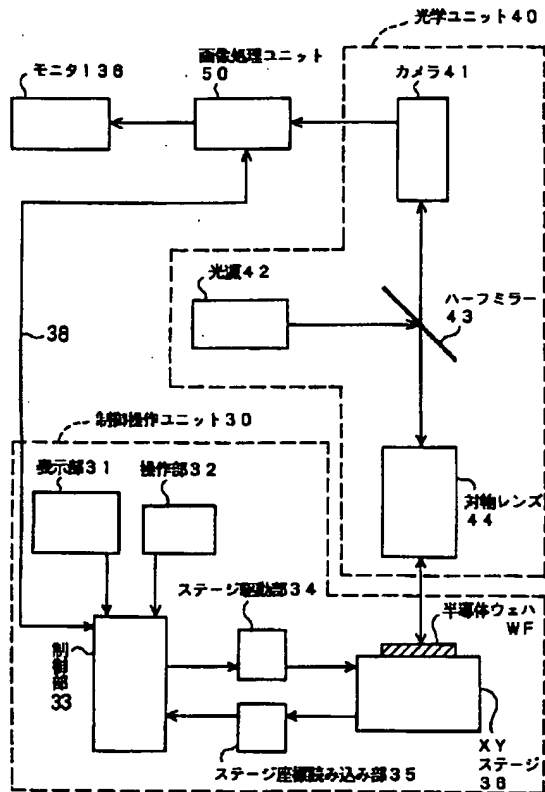 光学ユニット40
画像処理ユニット
50
モニタ136
カメラ41
光源42
ハーフミラー
43
38
制御操作ユニット30
表示部31
操作部32
対物レンズ
44
ステージ駆動部34
半導体ウェハ
WF
制御部
33
XY
ステージ
36
ステージ座標読み込み部35